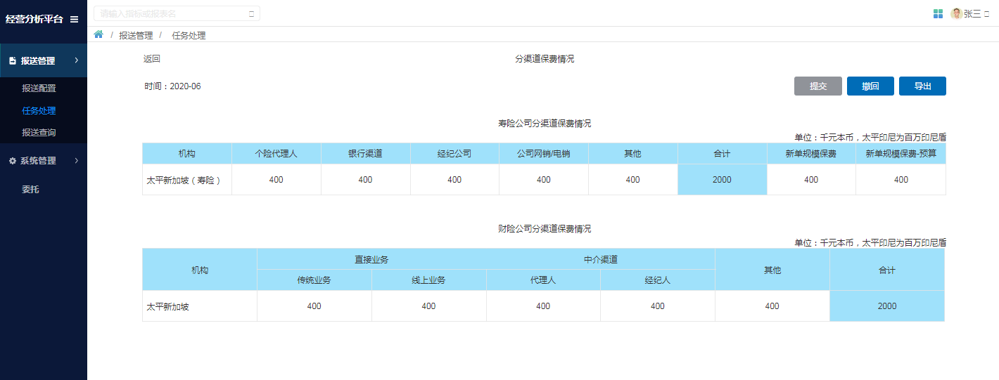 经营分析平台
请输入指标或报表名
张三
/ 报送管理 / 任务处理
报送管理
报送配置
任务处理
报送查询
系统管理
委托
返回
分渠道保费情况
时间：2020-06
提交 撤回 导出
寿险公司分渠道保费情况
单位：千元本币，太平印尼为百万印尼盾
机构 个险代理人 银行渠道 经纪公司 公司网销/电销 其他 合计 新单规模保费 新单规模保费-预算
太平新加坡（寿险） 400 400 400 400 400 2000 400 400
财险公司分渠道保费情况
单位：千元本币，太平印尼为百万印尼盾
机构 直接业务 中介渠道 其他 合计
传统业务 线上业务 代理人 经纪人
太平新加坡 400 400 400 400 400 2000